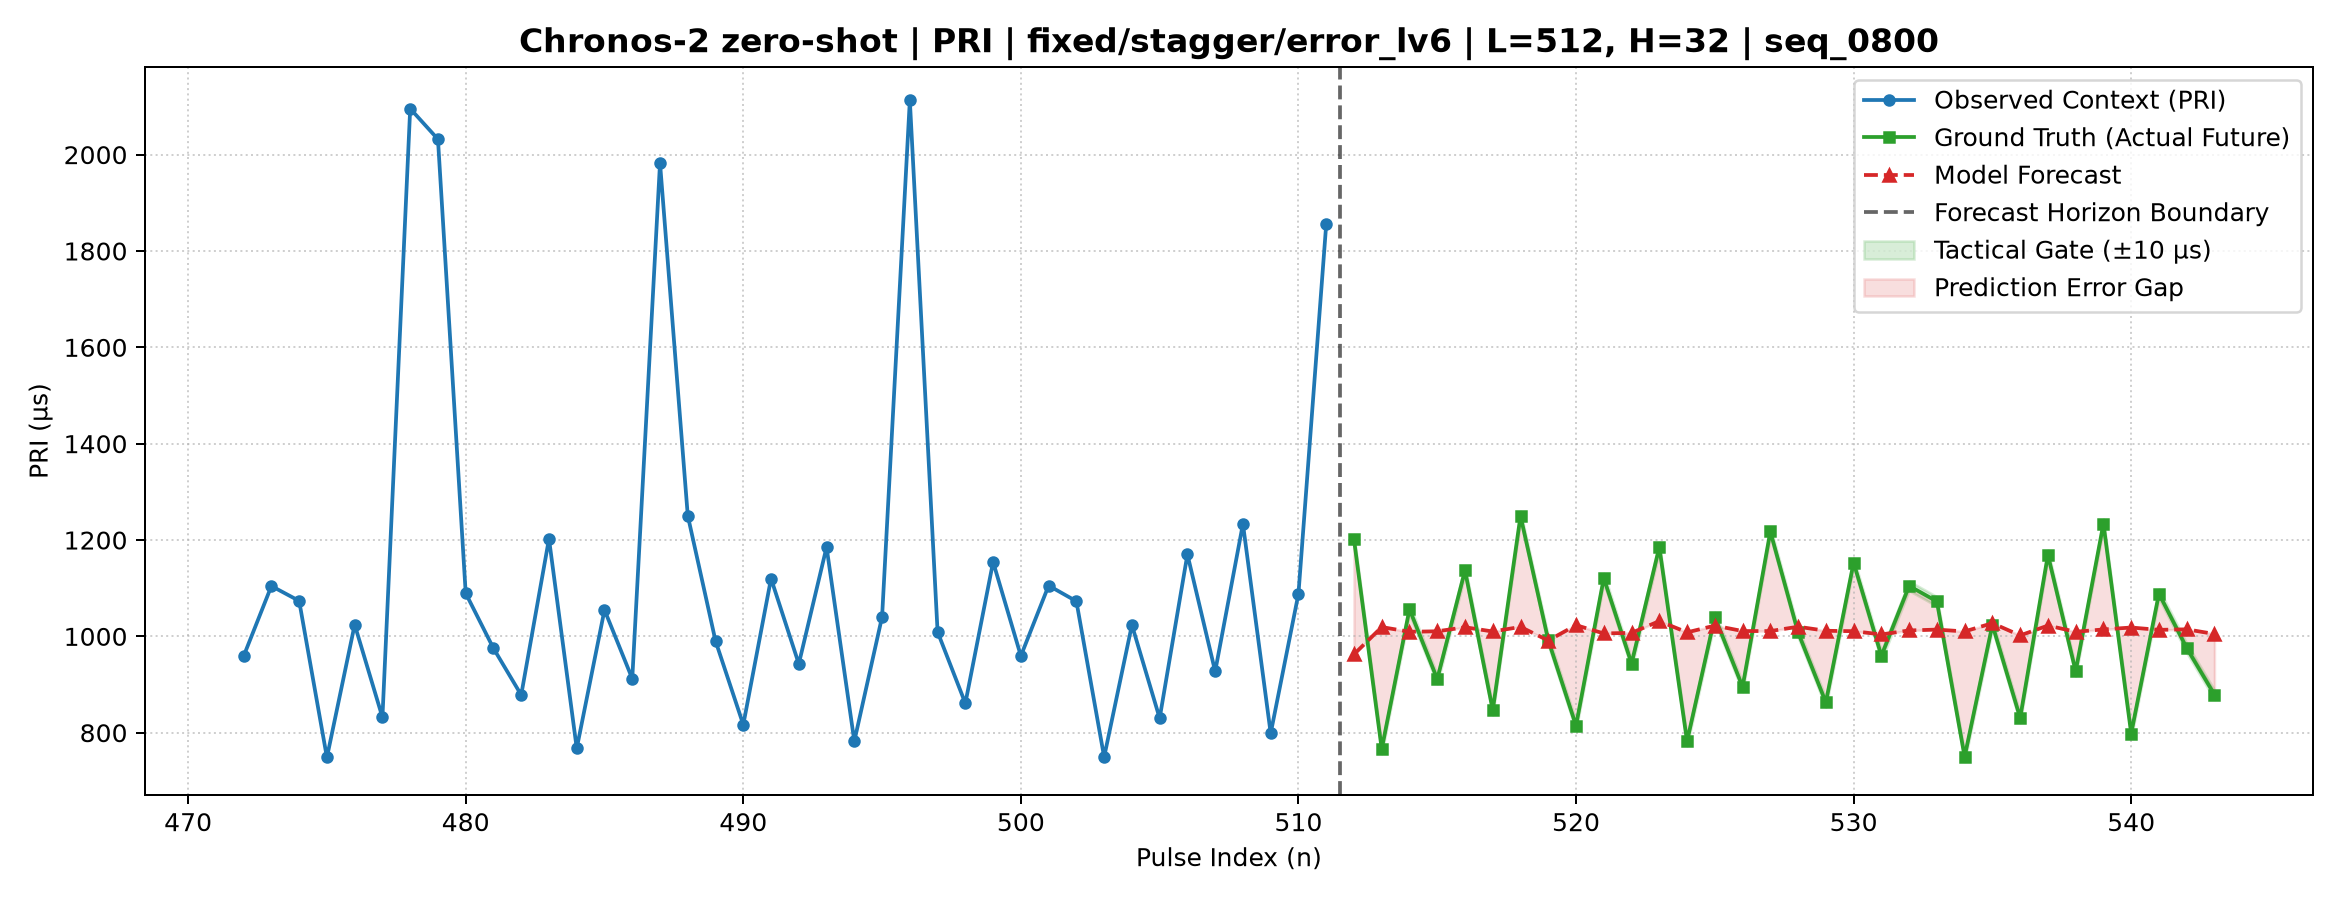 Chronos-2 zero-shot | PRI | fixed/stagger/error_lv6 | L=512, H=32 | seq_0800
Observed Context (PRI)
Ground Truth (Actual Future)
Model Forecast
Forecast Horizon Boundary
Tactical Gate (±10 µs)
Prediction Error Gap
PRI (µs)
2000
1800
1600
1400
1200
1000
800
470 480 490 500 510 520 530 540
Pulse Index (n)